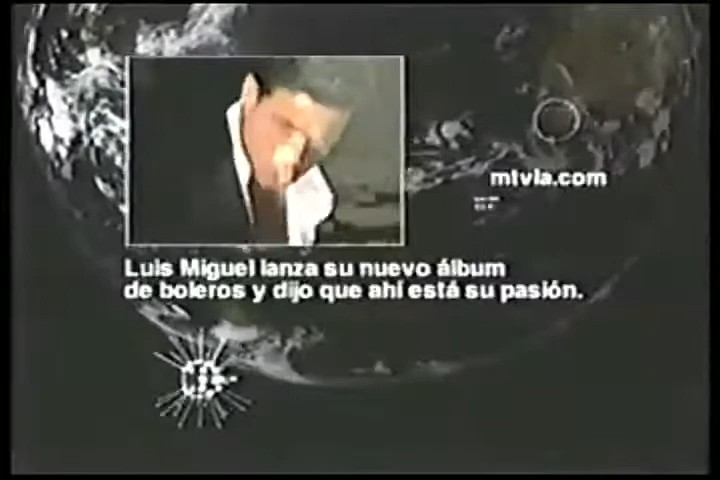 mtvla.com
Luis Miguel lanza su nuevo álbum
de boleros y dijo que ahí está su pasión.